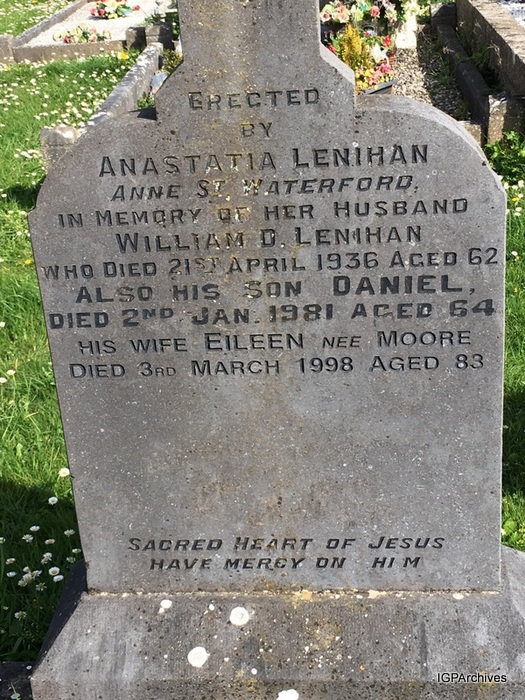 ERECTED
BY
ANASTATIA LENIHAN
ANNE ST. WATERFORD,
IN MEMORY OF HER HUSBAND
WILLIAM D. LENIHAN
WHO DIED 21ST APRIL 1936 AGED 62
ALSO HIS SON DANIEL,
DIED 2ND JAN. 1981 AGED 64
HIS WIFE EILEEN NEE MOORE
DIED 3RD MARCH 1998 AGED 83
SACRED HEART OF JESUS
HAVE MERCY ON HIM
IGPArchives